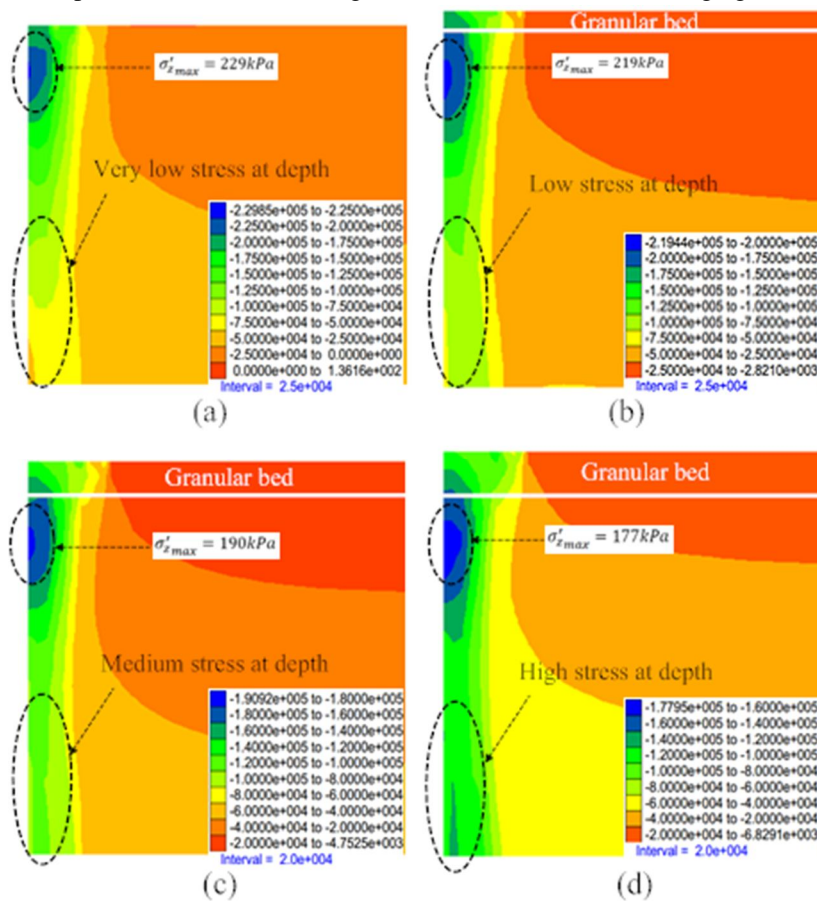 Granular bed
σ′zmax = 229kPa
σ′zmax = 219kPa
Very low stress at depth
Low stress at depth
-2.2985e+005 to -2.2500e+005
-2.2500e+005 to -2.0000e+005
-2.0000e+005 to -1.7500e+005
-1.7500e+005 to -1.5000e+005
-1.5000e+005 to -1.2500e+005
-1.2500e+005 to -1.0000e+005
-1.0000e+005 to -7.5000e+004
-7.5000e+004 to -5.0000e+004
-5.0000e+004 to -2.5000e+004
-2.5000e+004 to 0.0000e+000
0.0000e+000 to 1.3616e+002
Interval = 2.5e+004
-2.1944e+005 to -2.0000e+005
-2.0000e+005 to -1.7500e+005
-1.7500e+005 to -1.5000e+005
-1.5000e+005 to -1.2500e+005
-1.2500e+005 to -1.0000e+005
-1.0000e+005 to -7.5000e+004
-7.5000e+004 to -5.0000e+004
-5.0000e+004 to -2.5000e+004
-2.5000e+004 to -2.8210e+003
Interval = 2.5e+004
(a)
(b)
Granular bed
Granular bed
σ′zmax = 190kPa
σ′zmax = 177kPa
Medium stress at depth
High stress at depth
-1.9092e+005 to -1.8000e+005
-1.8000e+005 to -1.6000e+005
-1.6000e+005 to -1.4000e+005
-1.4000e+005 to -1.2000e+005
-1.2000e+005 to -1.0000e+005
-1.0000e+005 to -8.0000e+004
-8.0000e+004 to -6.0000e+004
-6.0000e+004 to -4.0000e+004
-4.0000e+004 to -2.0000e+004
-2.0000e+004 to -4.7525e+003
Interval = 2.0e+004
-1.7795e+005 to -1.6000e+005
-1.6000e+005 to -1.4000e+005
-1.4000e+005 to -1.2000e+005
-1.2000e+005 to -1.0000e+005
-1.0000e+005 to -8.0000e+004
-8.0000e+004 to -6.0000e+004
-6.0000e+004 to -4.0000e+004
-4.0000e+004 to -2.0000e+004
-2.0000e+004 to -6.8291e+003
Interval = 2.0e+004
(c)
(d)